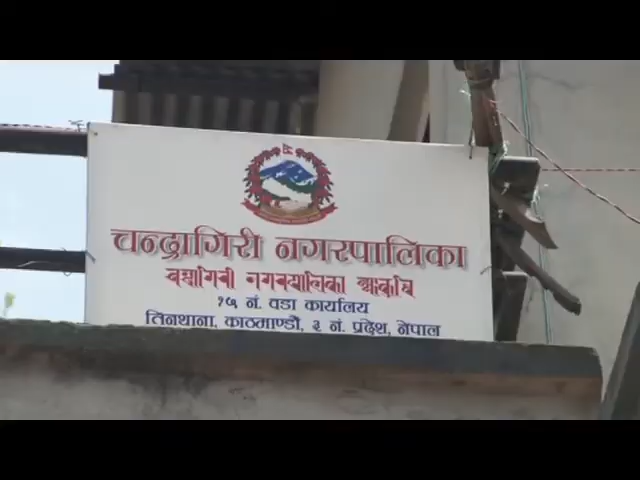 चन्द्रागिरी नगरपालिका
१५ नं. वडा कार्यालय
तिनथाना, काठमाण्डौ, ३ नं. प्रदेश, नेपाल